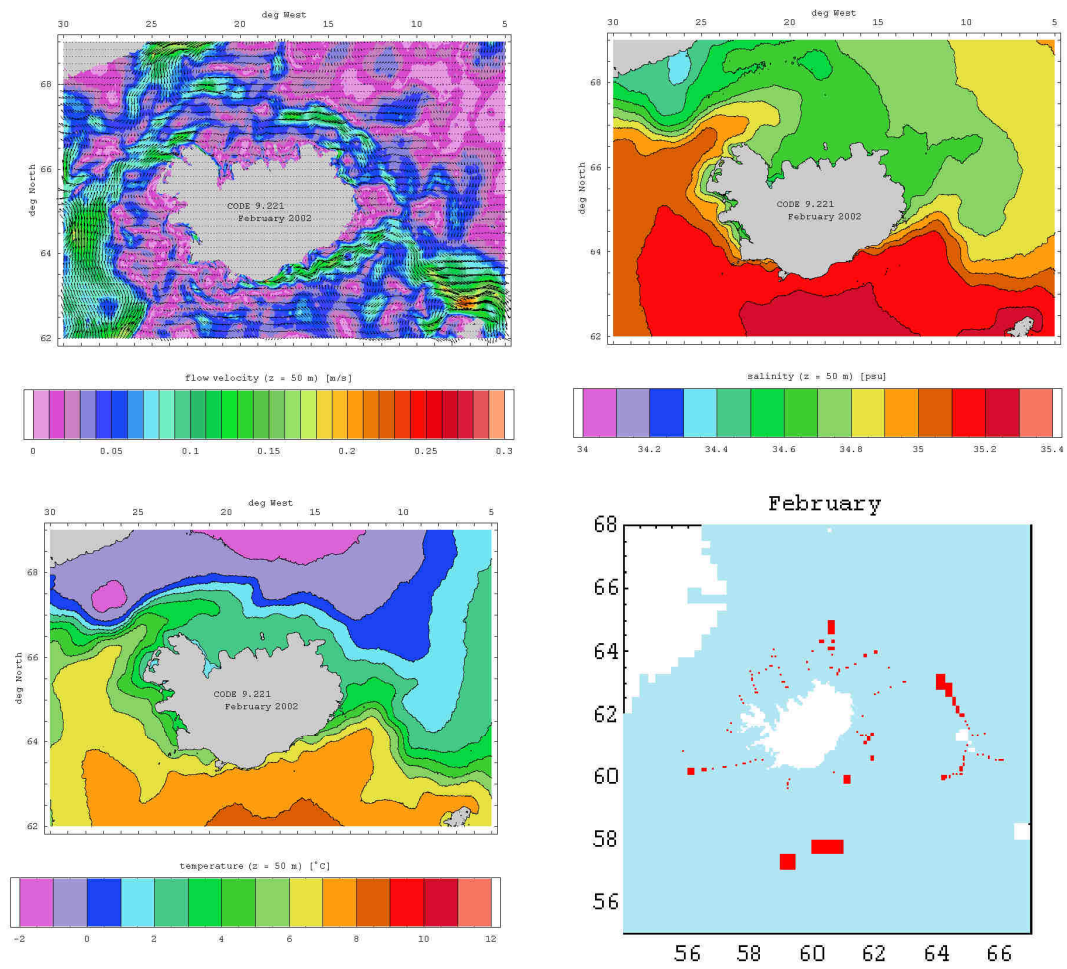 deg West
30 25 20 15 10 5
68
66
64
62
deg North
CODE 9.221
February 2002
flow velocity (z = 50 m) [m/s]
0 0.05 0.1 0.15 0.2 0.25 0.3
deg West
30 25 20 15 10 5
68
66
64
62
deg North
CODE 9.221
February 2002
salinity (z = 50 m) [psu]
34 34.2 34.4 34.6 34.8 35 35.2 35.4
deg West
30 25 20 15 10 5
68
66
64
62
deg North
CODE 9.221
February 2002
temperature (z = 50 m) [°C]
-2 0 2 4 6 8 10 12
February
68
66
64
62
60
58
56
56 58 60 62 64 66